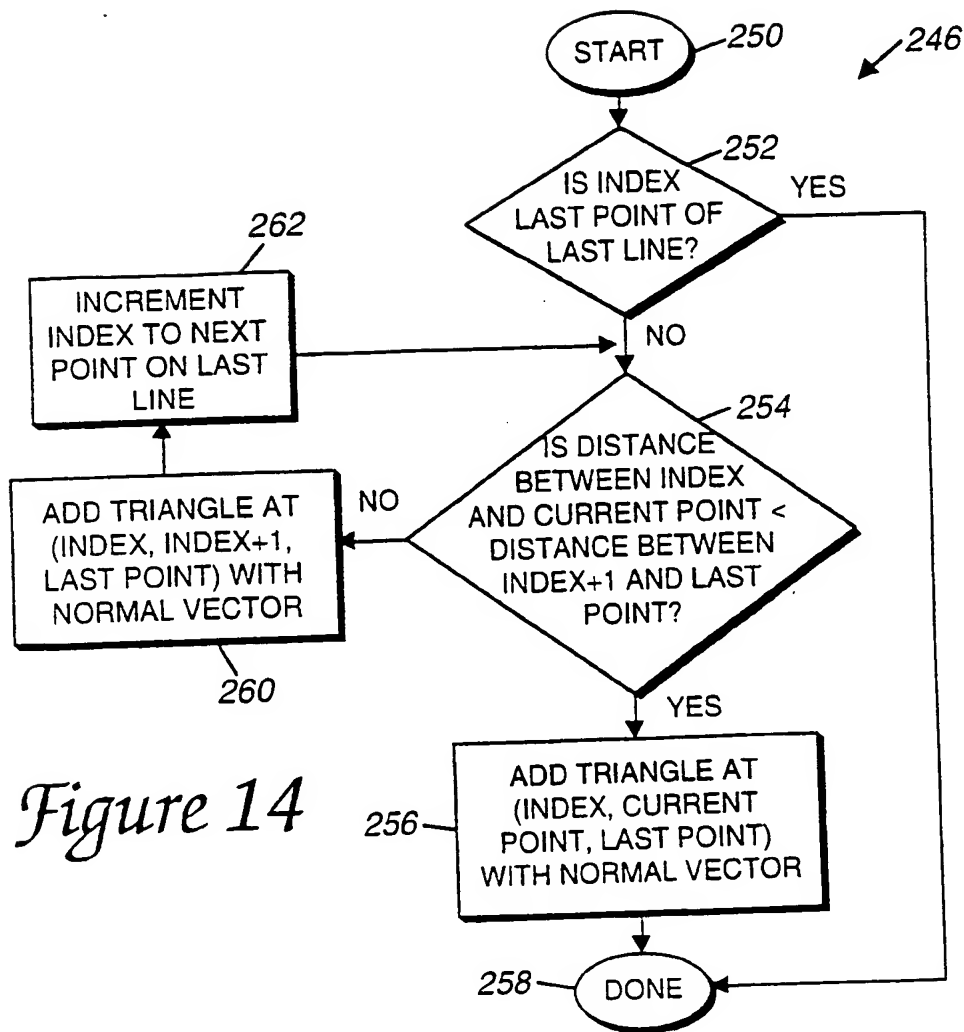 START
250
246
252
IS INDEX
LAST POINT OF
LAST LINE?
YES
262
INCREMENT
INDEX TO NEXT
POINT ON LAST
LINE
NO
254
IS DISTANCE
BETWEEN INDEX
AND CURRENT POINT <
DISTANCE BETWEEN
INDEX+1 AND LAST
POINT?
NO
ADD TRIANGLE AT
(INDEX, INDEX+1,
LAST POINT) WITH
NORMAL VECTOR
260
YES
ADD TRIANGLE AT
(INDEX, CURRENT
POINT, LAST POINT)
WITH NORMAL VECTOR
256
Figure 14
258
DONE